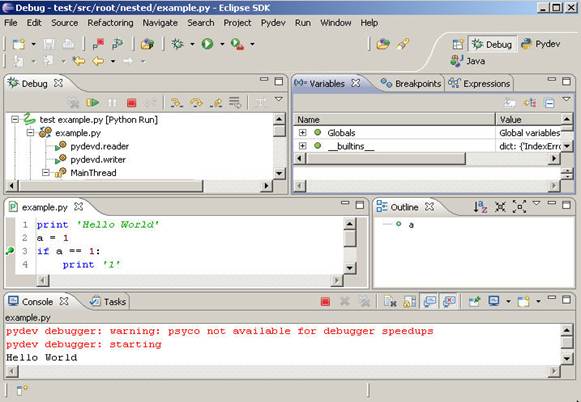 Debug - test/src/root/nested/example.py - Eclipse SDK
File Edit Source Refactoring Navigate Search Project Pydev Run Window Help
Debug Pydev
Java
Debug
Variables Breakpoints Expressions
test example.py [Python Run]
example.py
pydevd.reader
pydevd.writer
MainThread
Name Value
Globals Global variables
__builtins__ dict: {'IndexErro
example.py
Outline
1 print 'Hello World'
2 a = 1
3 if a == 1:
4 print '1'
a
Console Tasks
example.py
pydev debugger: warning: psyco not available for debugger speedups
pydev debugger: starting
Hello World